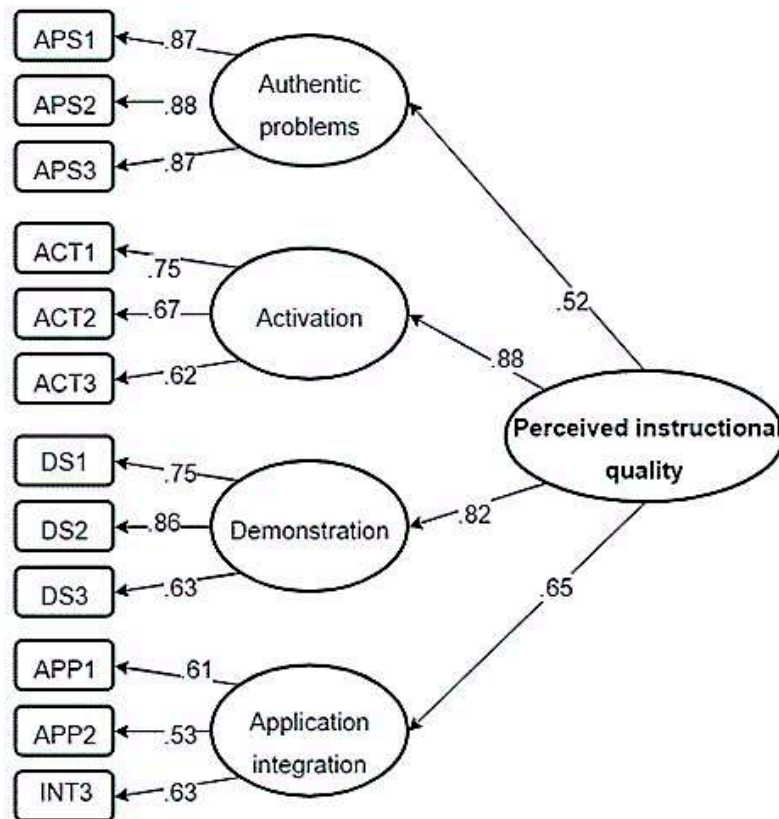 APS1
.87
APS2
.88
APS3
.87
Authentic
problems
ACT1
.75
ACT2
.67
ACT3
.62
Activation
DS1
.75
DS2
.86
DS3
.63
Demonstration
APP1
.61
APP2
.53
INT3
.63
Application
integration
.52
.88
.82
.65
Perceived instructional
quality